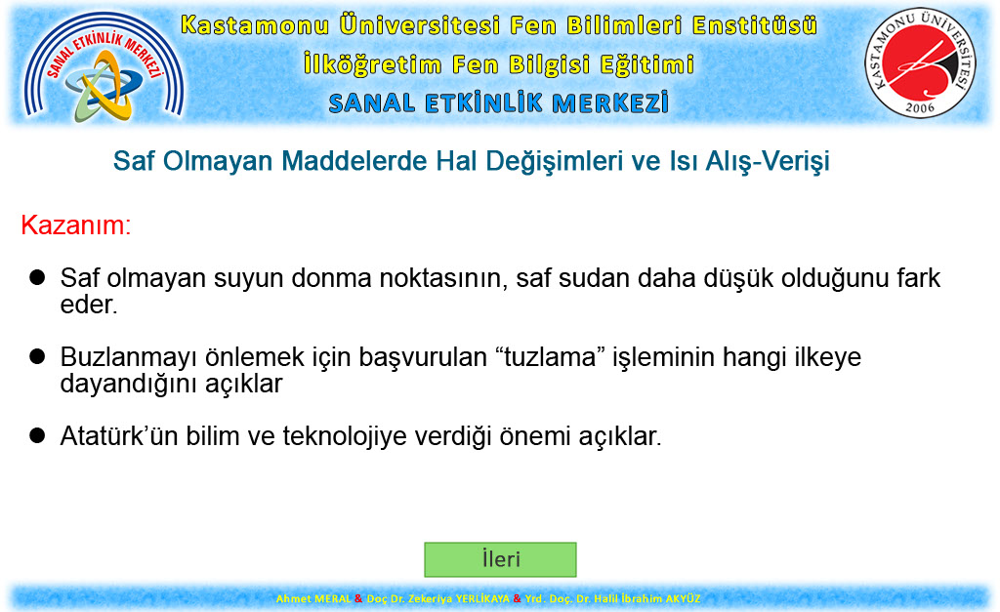 Kastamonu Üniversitesi Fen Bilimleri Enstitüsü
İlköğretim Fen Bilgisi Eğitimi
SANAL ETKİNLİK MERKEZİ
SANAL ETKİNLİK MERKEZİ
KASTAMONU ÜNİVERSİTESİ
2006
Saf Olmayan Maddelerde Hal Değişimleri ve Isı Alış-Verişi
Kazanım:
● Saf olmayan suyun donma noktasının, saf sudan daha düşük olduğunu fark
eder.
● Buzlanmayı önlemek için başvurulan “tuzlama” işleminin hangi ilkeye
dayandığını açıklar
● Atatürk’ün bilim ve teknolojiye verdiği önemi açıklar.
İleri
Ahmet MERAL & Doç Dr. Zekeriya YERLİKAYA & Yrd. Doç. Dr. Halil İbrahim AKYÜZ